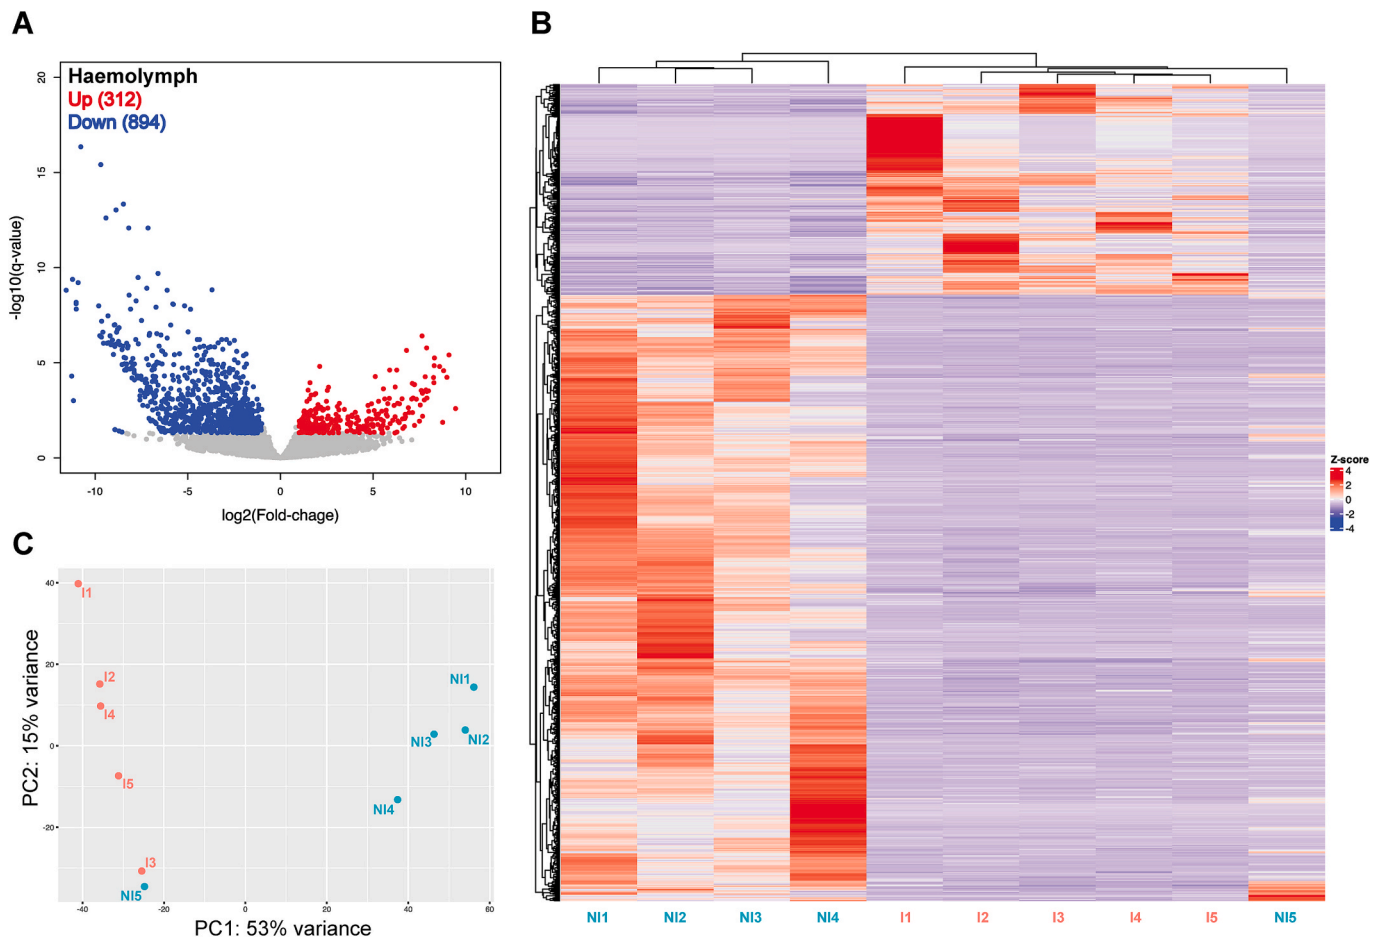 A
Haemolymph
Up (312)
Down (894)
20
15
10
5
0
-log10(q-value)
-10
-5
0
5
10
log2(Fold-chage)
B
NI1
NI2
NI3
NI4
I1
I2
I3
I4
I5
NI5
Z-score
4
2
0
-2
-4
C
40
20
0
-20
PC2: 15% variance
I1
I2
I4
I5
I3
NI5
NI1
NI2
NI3
NI4
-40
-20
0
20
40
60
PC1: 53% variance